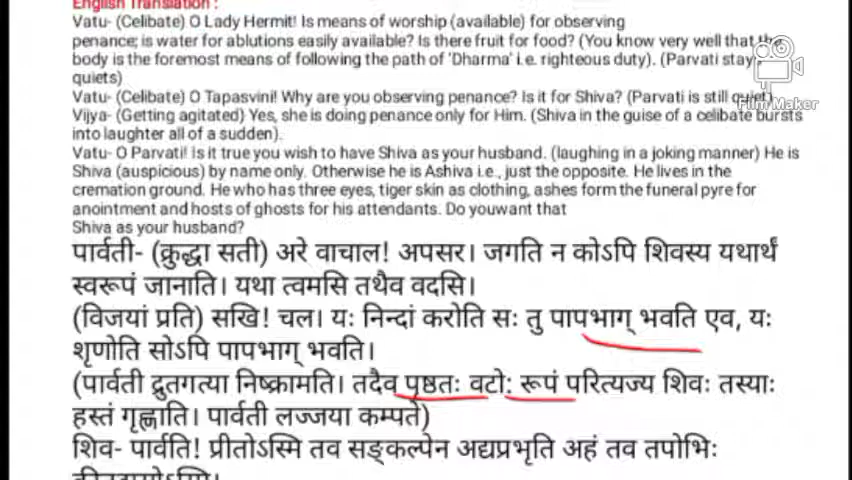 English Translation :
Vatu- (Celibate) O Lady Hermit! Is means of worship (available) for observing
penance; is water for ablutions easily available? Is there fruit for food? (You know very well that the
body is the foremost means of following the path of 'Dharma' i.e. righteous duty). (Parvati stays
quiets)
Vatu- (Celibate) O Tapasvini! Why are you observing penance? Is it for Shiva? (Parvati is still quiet)
Film Maker
Vijya- (Getting agitated) Yes, she is doing penance only for Him. (Shiva in the guise of a celibate bursts
into laughter all of a sudden).
Vatu- O Parvati! Is it true you wish to have Shiva as your husband. (laughing in a joking manner) He is
Shiva (auspicious) by name only. Otherwise he is Ashiva i.e., just the opposite. He lives in the
cremation ground. He who has three eyes, tiger skin as clothing, ashes form the funeral pyre for
anointment and hosts of ghosts for his attendants. Do youwant that
Shiva as your husband?
पार्वती- (क्रुद्धा सती) अरे वाचाल! अपसर। जगति न कोऽपि शिवस्य यथार्थं
स्वरूपं जानाति। यथा त्वमसि तथैव वदसि।
(विजयां प्रति) सखि! चल। यः निन्दां करोति सः तु पापभाग् भवति एव, यः
शृणोति सोऽपि पापभाग् भवति।
(पार्वती द्रुतगत्या निष्क्रामति। तदैव पृष्ठतः वटोः रूपं परित्यज्य शिवः तस्याः
हस्तं गृह्णाति। पार्वती लज्जया कम्पते)
शिव- पार्वति! प्रीतोऽस्मि तव सङ्कल्पेन अद्यप्रभृति अहं तव तपोभिः